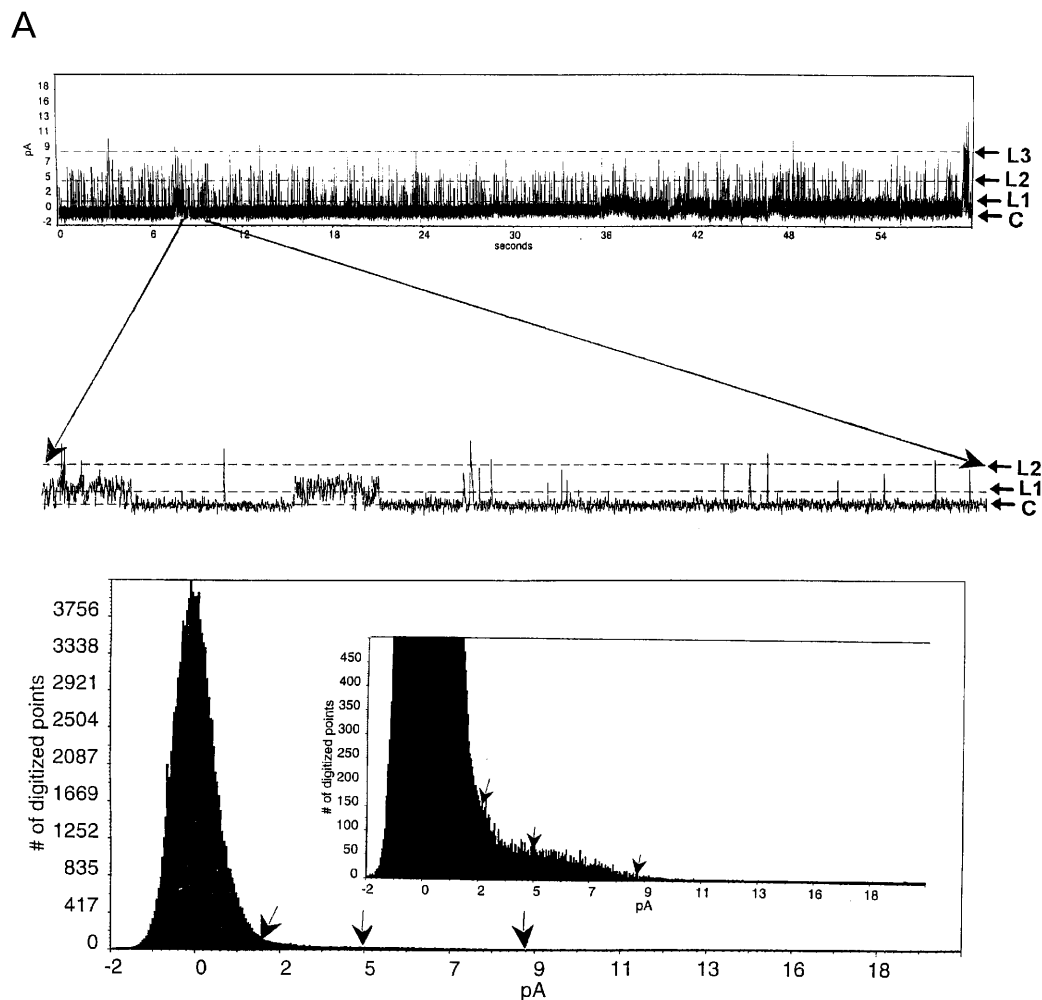 A
18
16
13
11
9
7
5
2
0
-2
pA
L3
L2
L1
C
0 6 12 18 24 30 36 42 48 54
seconds
L2
L1
C
3756
3338
2921
2504
2087
1669
1252
835
417
0
# of digitized points
-2 0 2 5 7 9 11 13 16 18
pA
450
400
350
300
250
200
150
100
50
0
# of digitized points
-2 0 2 5 7 9 11 13 16 18
pA